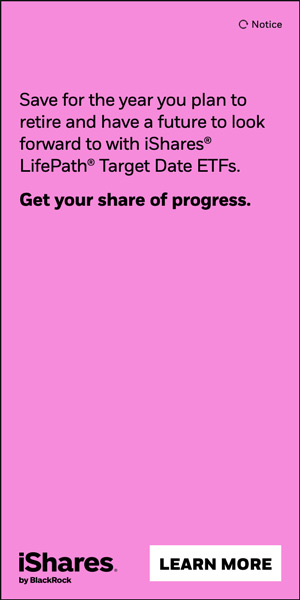 Notice
Save for the year you plan to
retire and have a future to look
forward to with iShares®
LifePath® Target Date ETFs.
Get your share of progress.
iShares®
by BlackRock
LEARN MORE